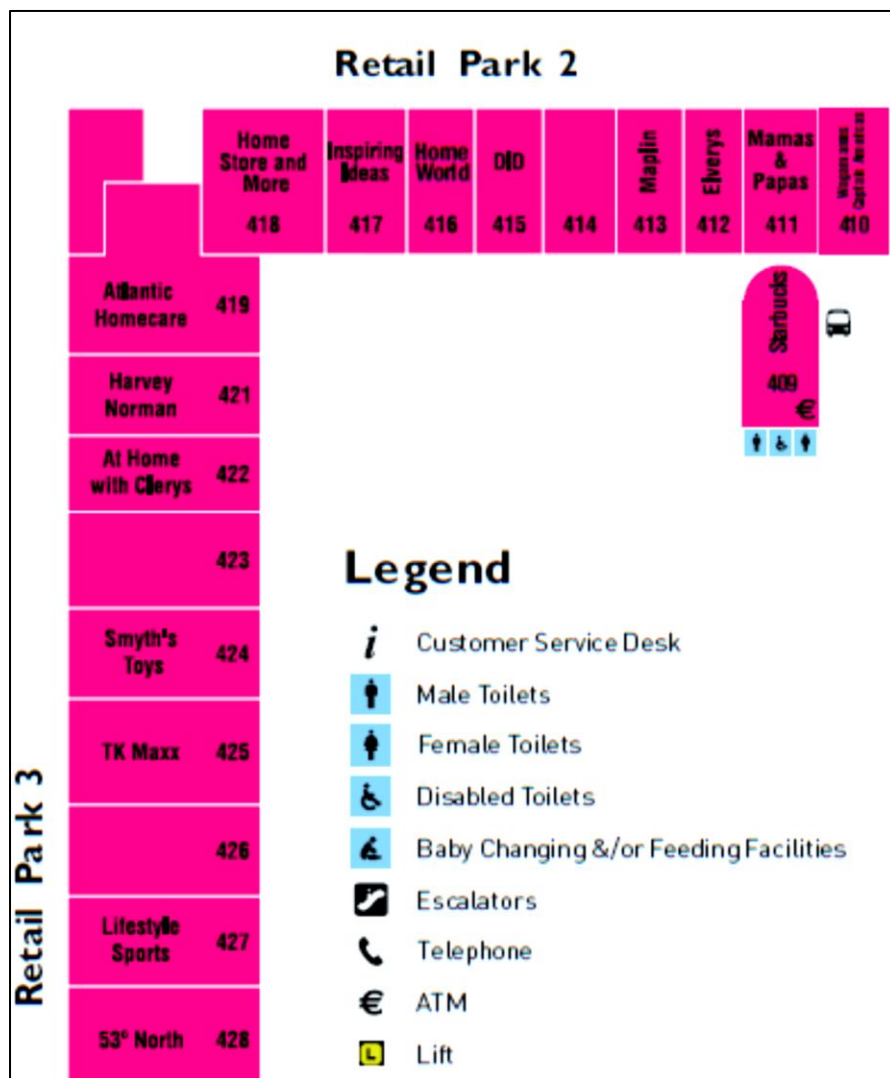 Retail Park 2
Home
Store and
More
418
Inspiring
Ideas
417
Home
World
416
DID
415
414
Maplin
413
Elverys
412
Mamas
&
Papas
411
Wagamamas
Captain Americas
410
Atlantic
Homecare
419
Starbucks
409
€
Harvey
Norman
421
At Home
with Clerys
422
423
Smyth's
Toys
424
TK Maxx
425
426
Lifestyle
Sports
427
53° North
428
Retail Park 3
Legend
i Customer Service Desk
Male Toilets
Female Toilets
Disabled Toilets
Baby Changing &/or Feeding Facilities
Escalators
Telephone
€ ATM
L Lift